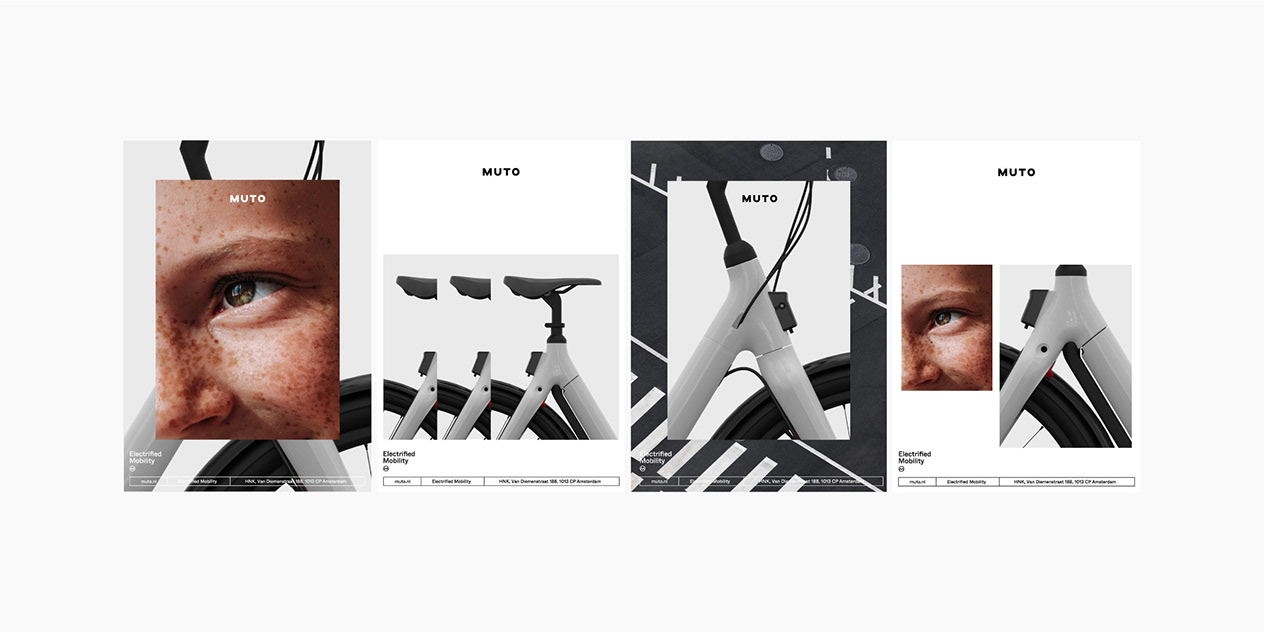 MUTO
Electrified
Mobility
muto.nl Electrified Mobility HNK, Van Diemenstraat 188, 1013 CP Amsterdam
MUTO
Electrified
Mobility
muto.nl Electrified Mobility HNK, Van Diemenstraat 188, 1013 CP Amsterdam
MUTO
Electrified
Mobility
muto.nl Electrified Mobility HNK, Van Diemenstraat 188, 1013 CP Amsterdam
MUTO
Electrified
Mobility
muto.nl Electrified Mobility HNK, Van Diemenstraat 188, 1013 CP Amsterdam